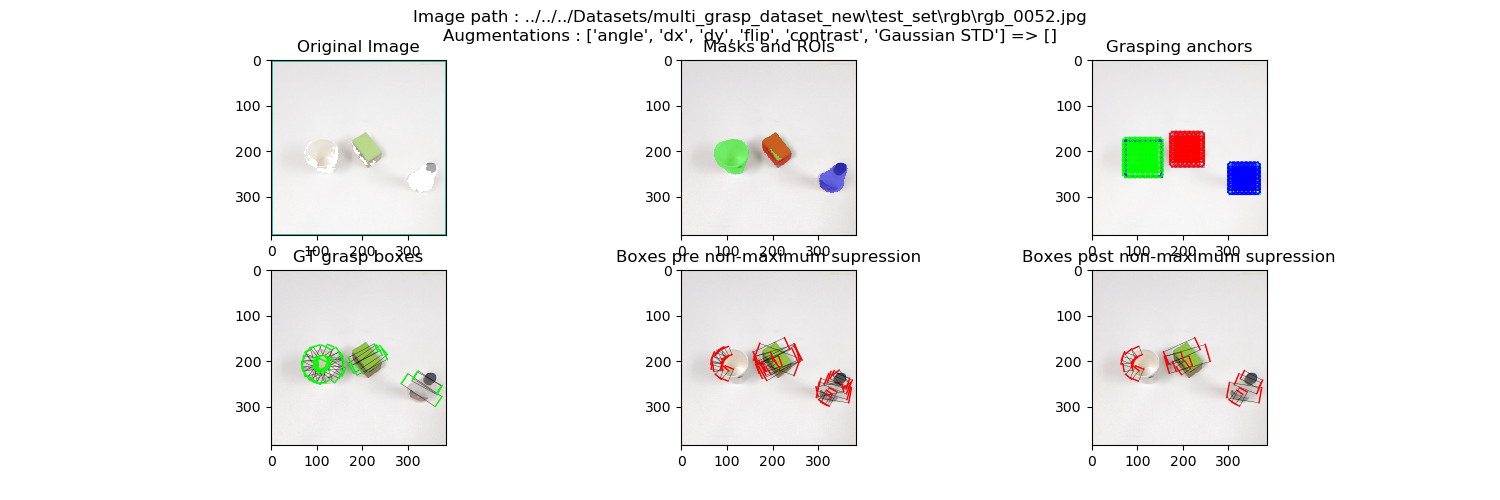 Image path : ../../../Datasets/multi_grasp_dataset_new\test_set\rgb\rgb_0052.jpg
Augmentations : ['angle', 'dx', 'dy', 'flip', 'contrast', 'Gaussian STD'] => []
Original Image
Masks and ROIs
Grasping anchors
0
100
200
300
0 100 200 300
0
100
200
300
0 100 200 300
0
100
200
300
0 100 200 300
GT grasp boxes
Boxes pre non-maximum supression
Boxes post non-maximum supression
0
100
200
300
0 100 200 300
0
100
200
300
0 100 200 300
0
100
200
300
0 100 200 300